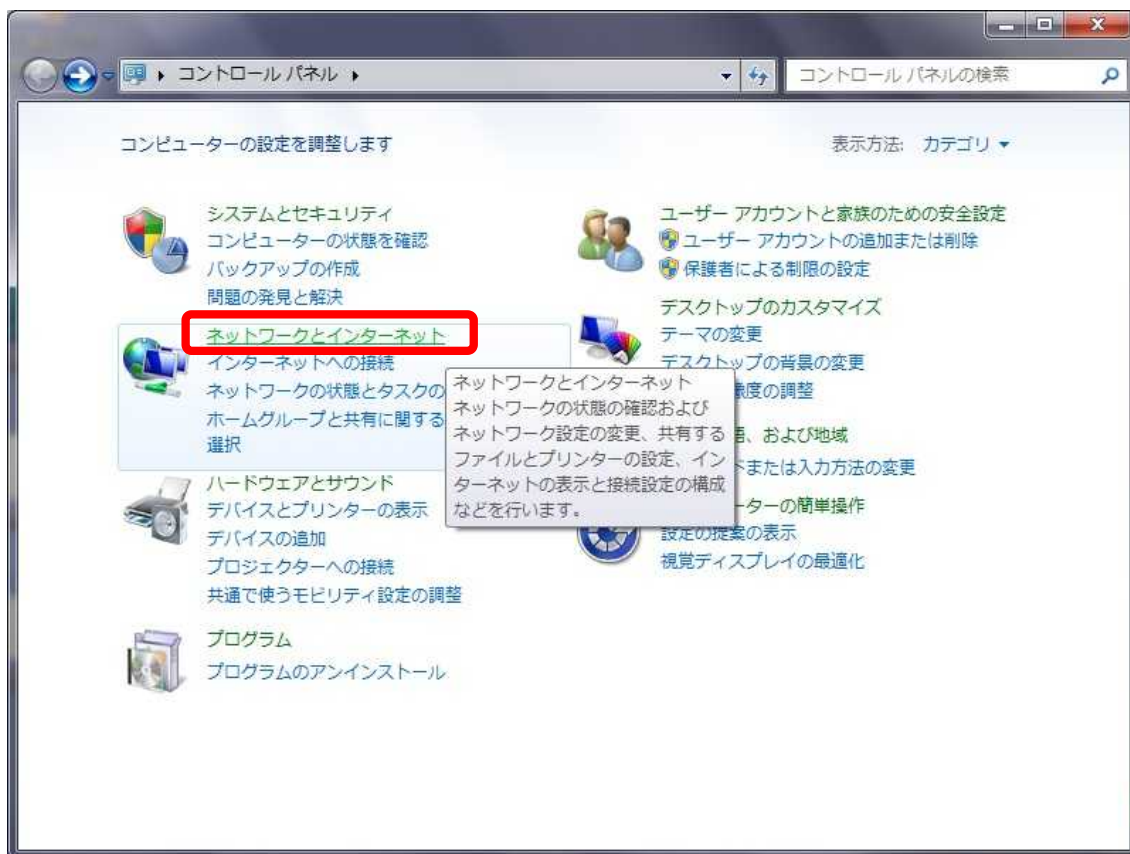 コントロール パネル
コントロール パネルの検索
コンピューターの設定を調整します
表示方法: カテゴリ
システムとセキュリティ
コンピューターの状態を確認
バックアップの作成
問題の発見と解決
ネットワークとインターネット
インターネットへの接続
ネットワークの状態とタスクの
ホームグループと共有に関する
選択
ハードウェアとサウンド
デバイスとプリンターの表示
デバイスの追加
プロジェクターへの接続
共通で使うモビリティ設定の調整
プログラム
プログラムのアンインストール
ユーザー アカウントと家族のための安全設定
ユーザー アカウントの追加または削除
保護者による制限の設定
デスクトップのカスタマイズ
テーマの変更
デスクトップの背景の変更
度の調整
、および地域
または入力方法の変更
ーターの簡単操作
設定の提案の表示
視覚ディスプレイの最適化
ネットワークとインターネット
ネットワークの状態の確認および
ネットワーク設定の変更、共有する
ファイルとプリンターの設定、イン
ターネットの表示と接続設定の構成
などを行います。